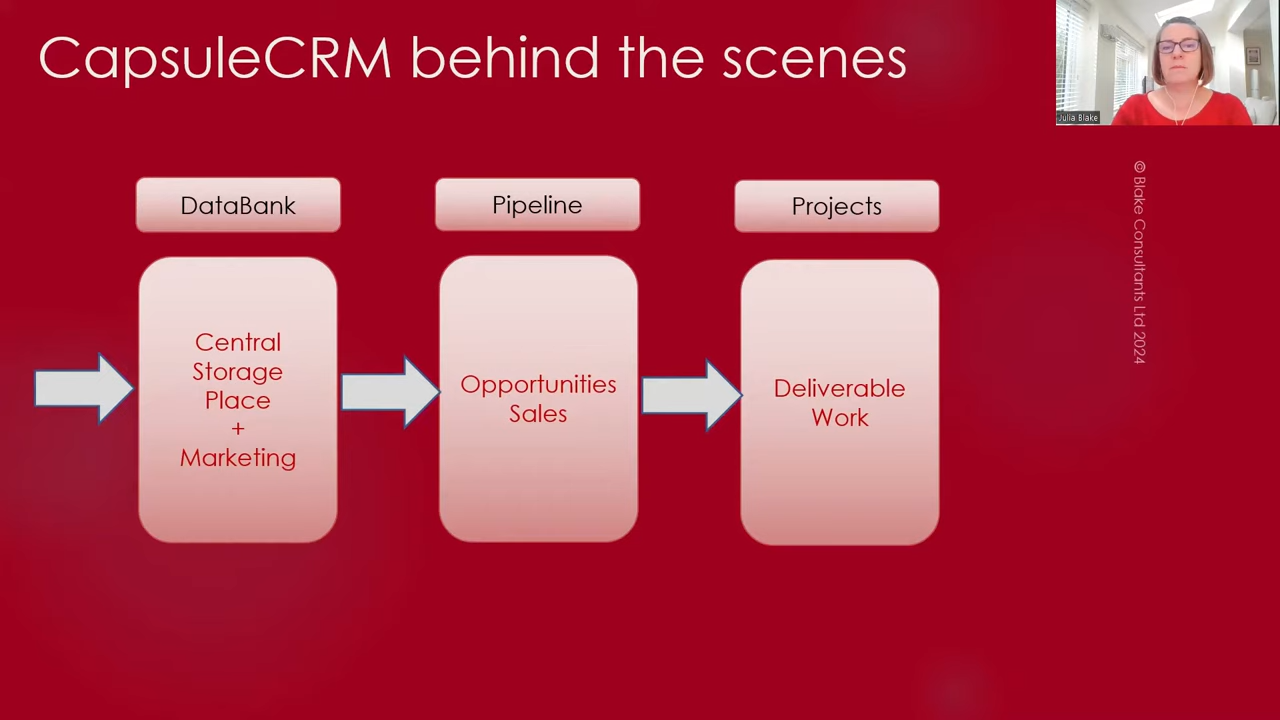 CapsuleCRM behind the scenes
Julia Blake
DataBank
Pipeline
Projects
Central
Storage
Place
+
Marketing
Opportunities
Sales
Deliverable
Work
© Blake Consultants Ltd 2024